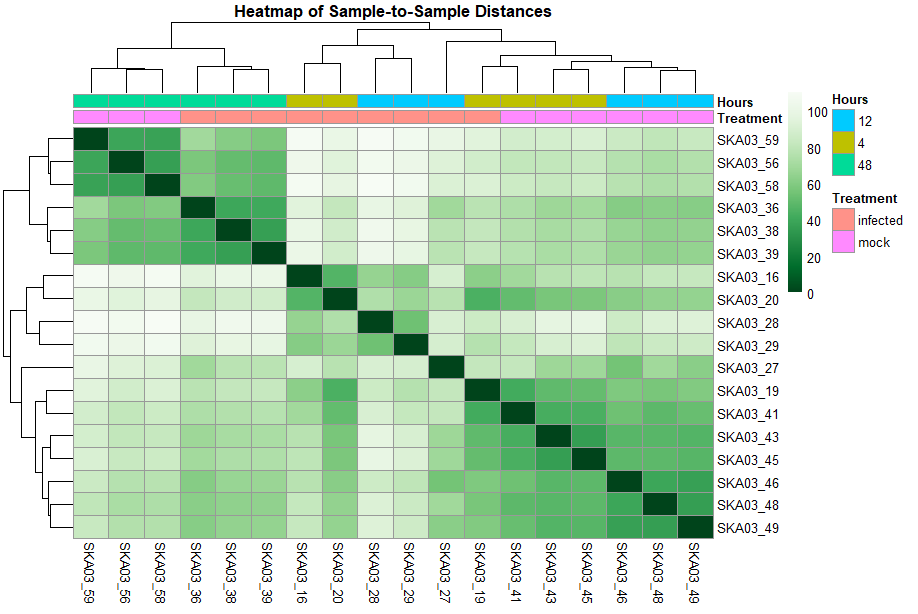 Heatmap of Sample-to-Sample Distances
Hours
Treatment
SKA03_59
SKA03_56
SKA03_58
SKA03_36
SKA03_38
SKA03_39
SKA03_16
SKA03_20
SKA03_28
SKA03_29
SKA03_27
SKA03_19
SKA03_41
SKA03_43
SKA03_45
SKA03_46
SKA03_48
SKA03_49
100
80
60
40
20
0
Hours
12
4
48
Treatment
infected
mock
SKA03_59
SKA03_56
SKA03_58
SKA03_36
SKA03_38
SKA03_39
SKA03_16
SKA03_20
SKA03_28
SKA03_29
SKA03_27
SKA03_19
SKA03_41
SKA03_43
SKA03_45
SKA03_46
SKA03_48
SKA03_49